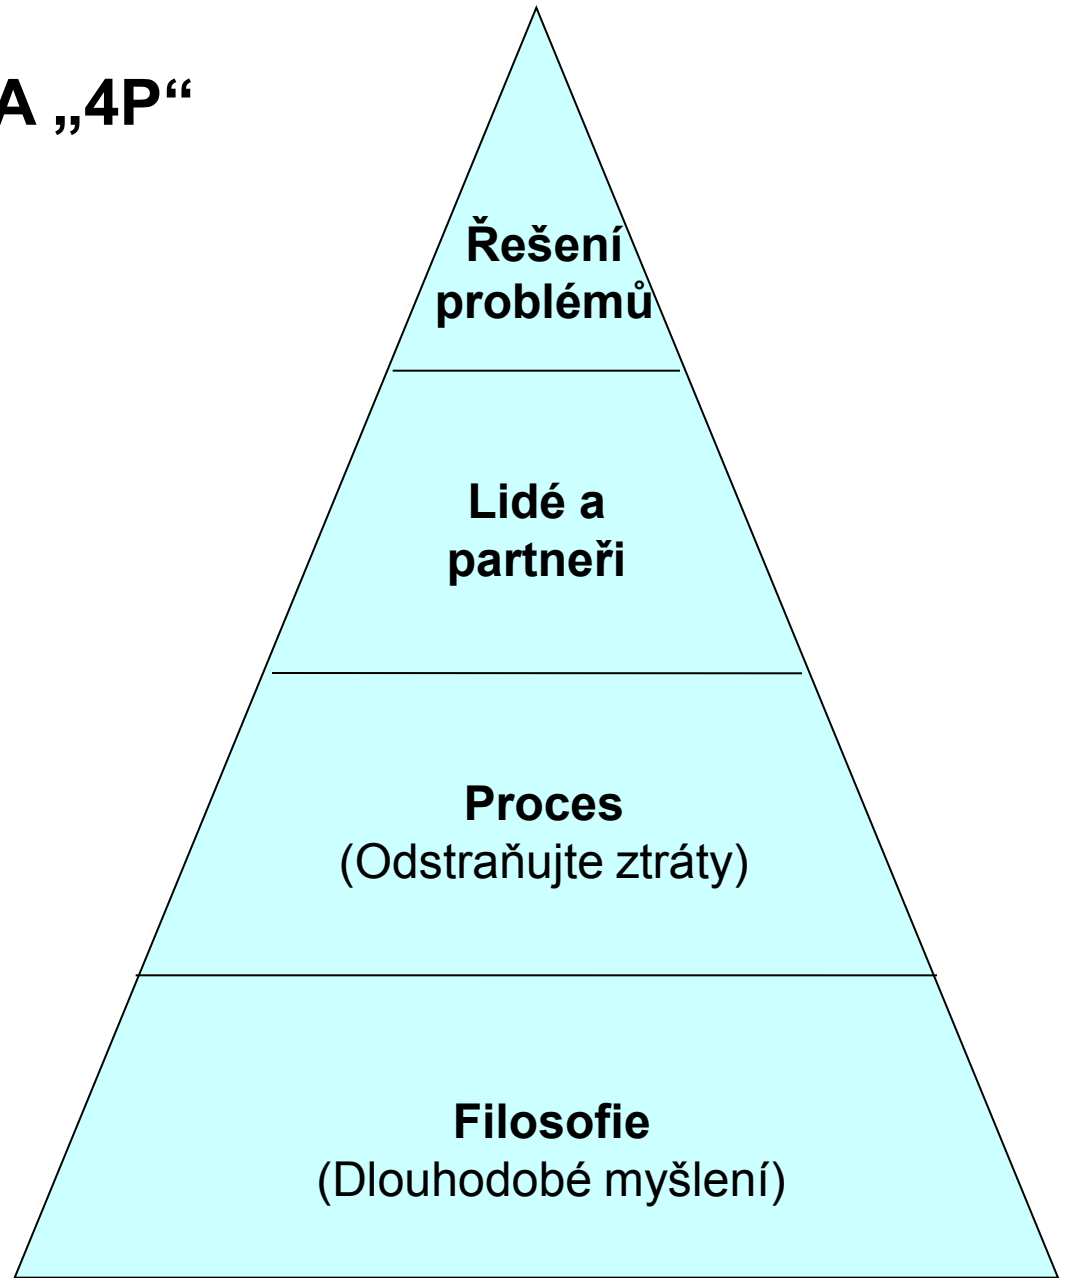 A „4P“
Řešení
problémů
Lidé a
partneři
Proces
(Odstraňujte ztráty)
Filosofie
(Dlouhodobé myšlení)